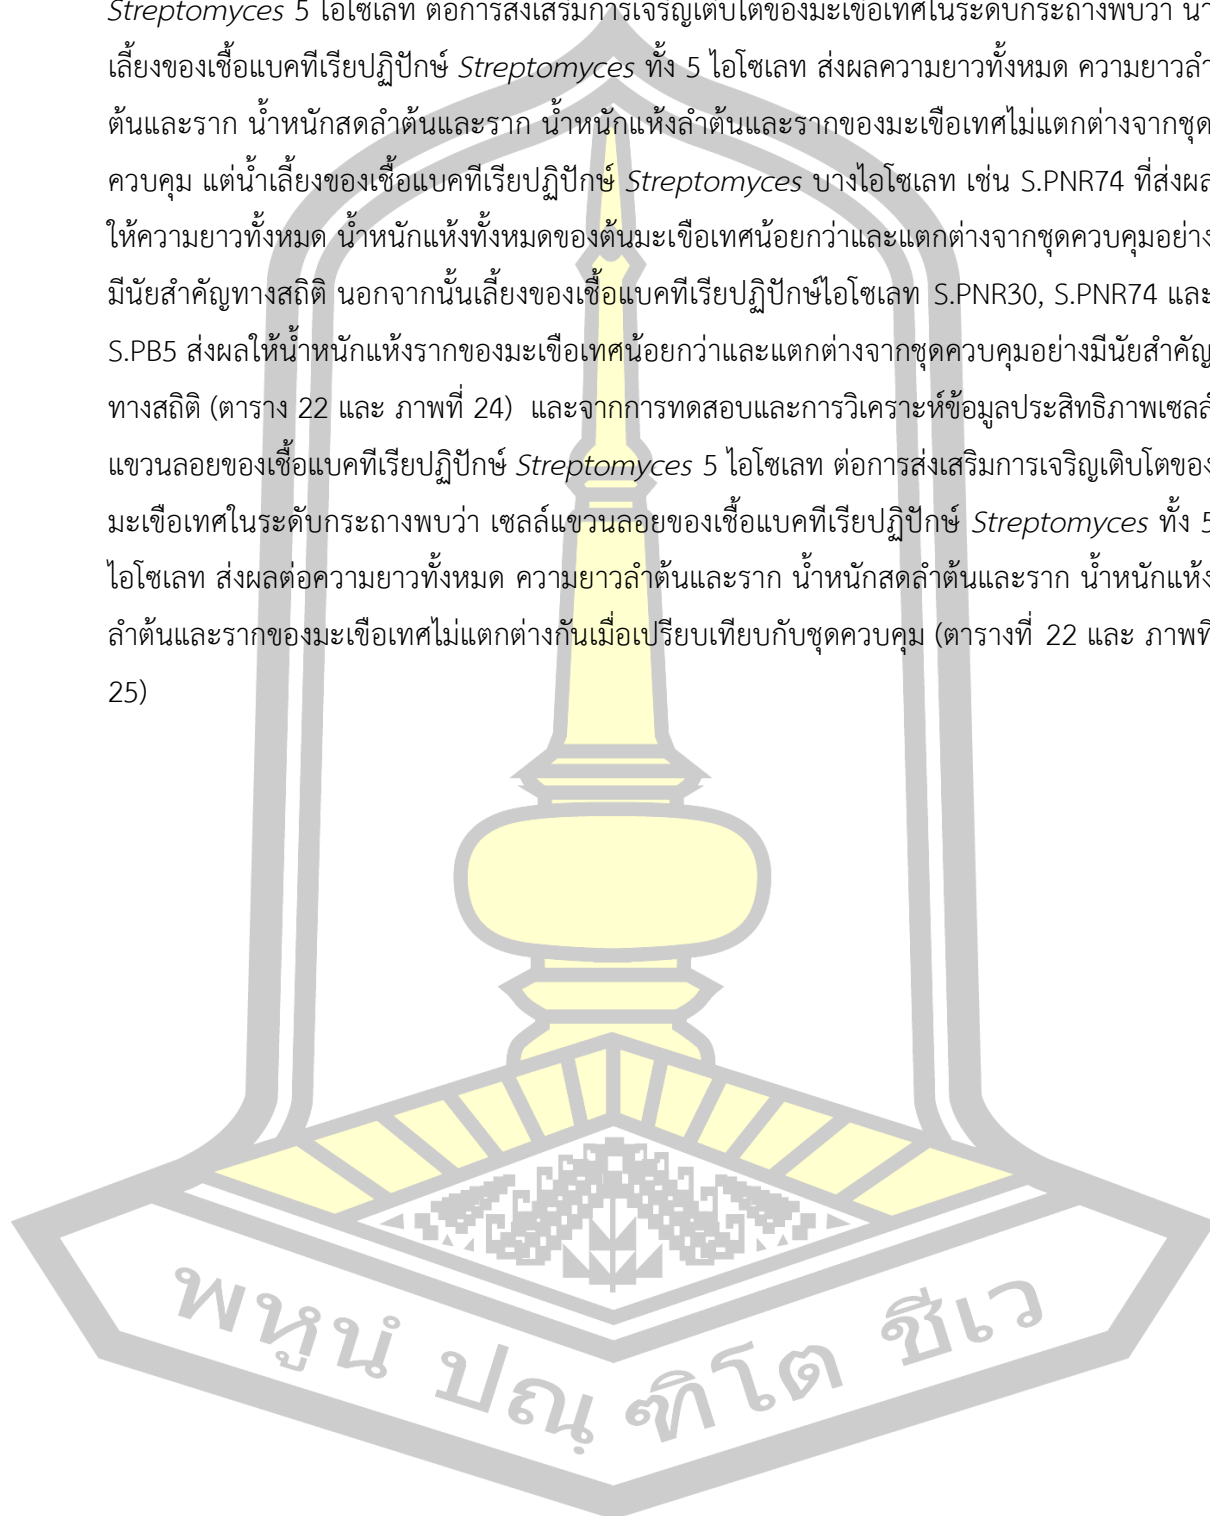 Streptomyces 5 ไอโซเลท ต่อการส่งเสริมการเจริญเติบโตของมะเขือเทศในระดับกระถางพบว่า น้ำ
เลี้ยงของเชื้อแบคทีเรียปฏิปักษ์ Streptomyces ทั้ง 5 ไอโซเลท ส่งผลความยาวทั้งหมด ความยาวลำ
ต้นและราก น้ำหนักสดลำต้นและราก น้ำหนักแห้งลำต้นและรากของมะเขือเทศไม่แตกต่างจากชุด
ควบคุม แต่น้ำเลี้ยงของเชื้อแบคทีเรียปฏิปักษ์ Streptomyces บางไอโซเลท เช่น S.PNR74 ที่ส่งผล
ให้ความยาวทั้งหมด น้ำหนักแห้งทั้งหมดของต้นมะเขือเทศน้อยกว่าและแตกต่างจากชุดควบคุมอย่าง
มีนัยสำคัญทางสถิติ นอกจากนั้นเลี้ยงของเชื้อแบคทีเรียปฏิปักษ์ไอโซเลท S.PNR30, S.PNR74 และ
S.PB5 ส่งผลให้น้ำหนักแห้งรากของมะเขือเทศน้อยกว่าและแตกต่างจากชุดควบคุมอย่างมีนัยสำคัญ
ทางสถิติ (ตาราง 22 และ ภาพที่ 24) และจากการทดสอบและการวิเคราะห์ข้อมูลประสิทธิภาพเซลล์
แขวนลอยของเชื้อแบคทีเรียปฏิปักษ์ Streptomyces 5 ไอโซเลท ต่อการส่งเสริมการเจริญเติบโตของ
มะเขือเทศในระดับกระถางพบว่า เซลล์แขวนลอยของเชื้อแบคทีเรียปฏิปักษ์ Streptomyces ทั้ง 5
ไอโซเลท ส่งผลต่อความยาวทั้งหมด ความยาวลำต้นและราก น้ำหนักสดลำต้นและราก น้ำหนักแห้ง
ลำต้นและรากของมะเขือเทศไม่แตกต่างกันเมื่อเปรียบเทียบกับชุดควบคุม (ตารางที่ 22 และ ภาพที่
25)
พหูนํ ปณฺฑิโต ชีเว